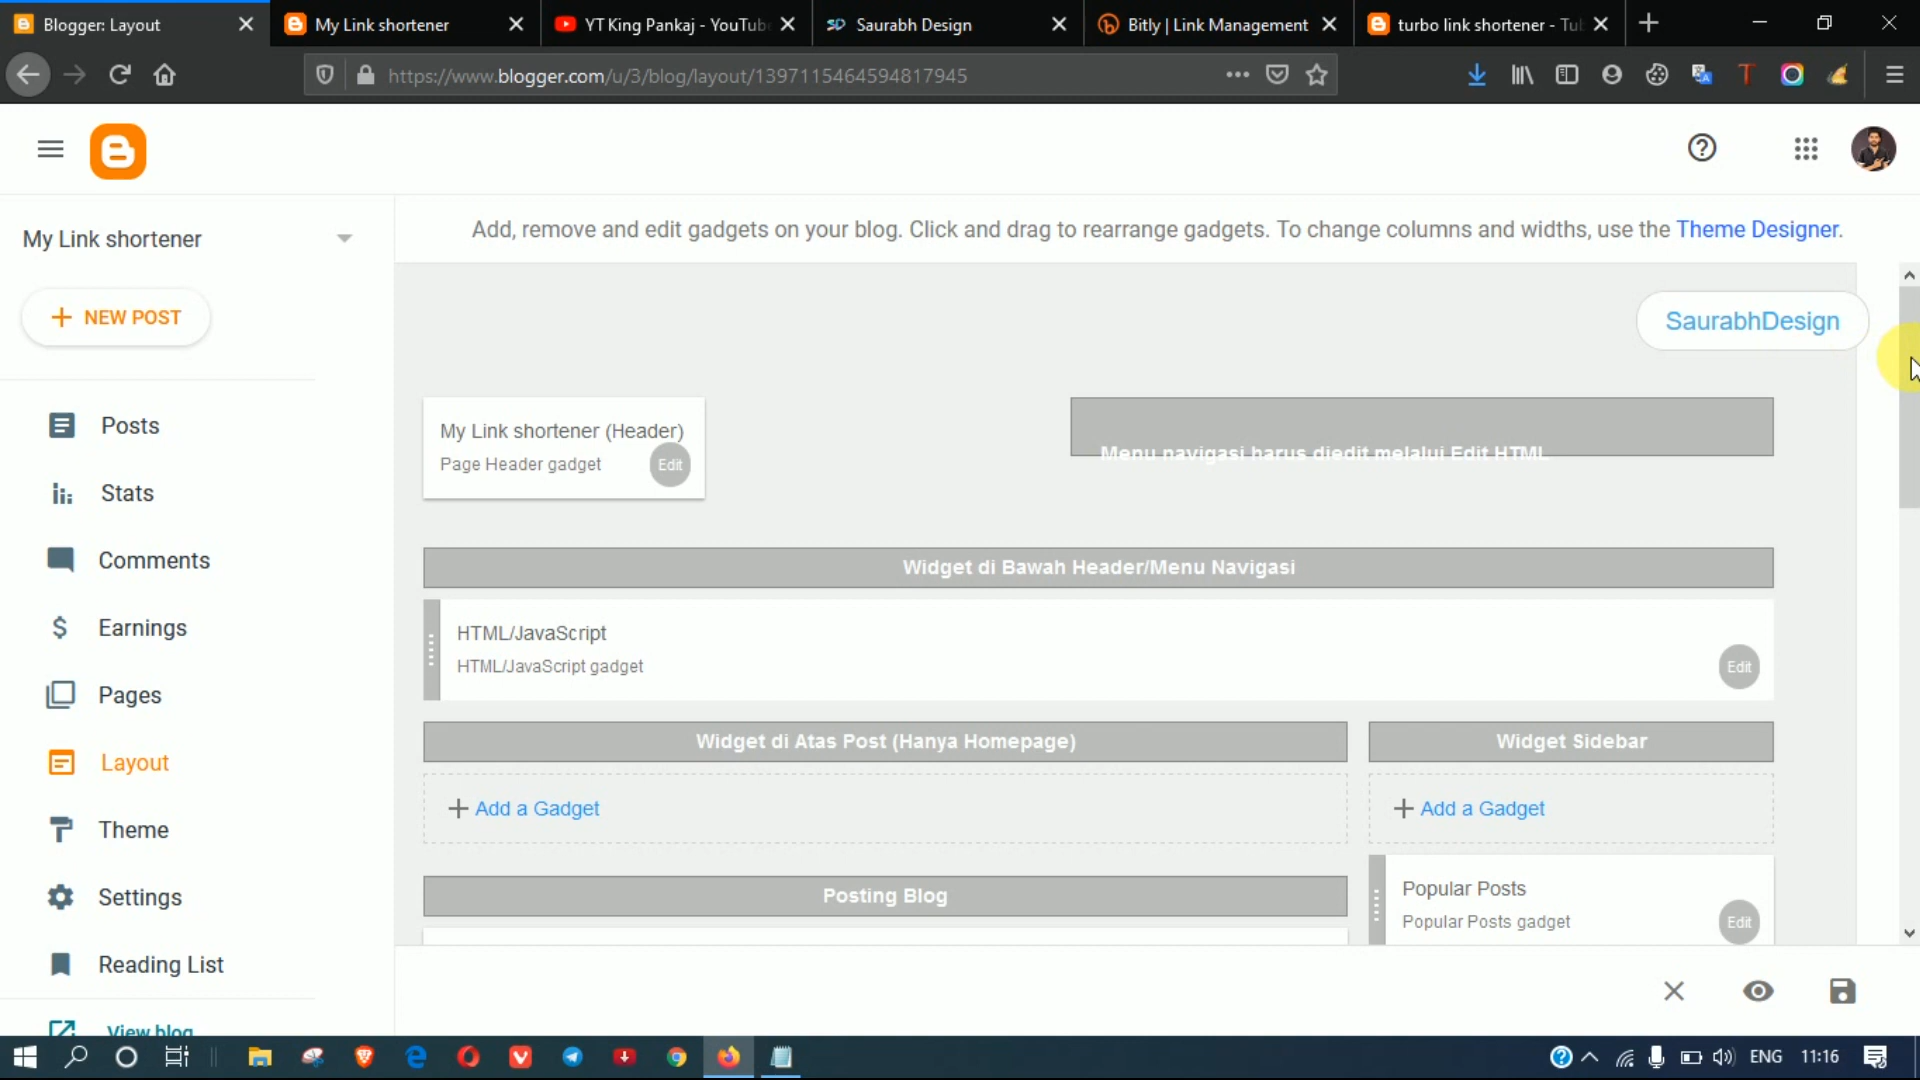 Blogger: Layout
My Link shortener
YT King Pankaj - YouTub
Saurabh Design
Bitly | Link Management
turbo link shortener - Tu
https://www.blogger.com/u/3/blog/layout/1397115464594817945
My Link shortener
Add, remove and edit gadgets on your blog. Click and drag to rearrange gadgets. To change columns and widths, use the Theme Designer.
NEW POST
SaurabhDesign
Posts
Stats
Comments
Earnings
Pages
Layout
Theme
Settings
Reading List
View blog
My Link shortener (Header)
Page Header gadget
Edit
Menu navigasi harus diedit melalui Edit HTML
Widget di Bawah Header/Menu Navigasi
HTML/JavaScript
HTML/JavaScript gadget
Edit
Widget di Atas Post (Hanya Homepage)
Widget Sidebar
Add a Gadget
Add a Gadget
Posting Blog
Popular Posts
Popular Posts gadget
Edit
ENG
11:16